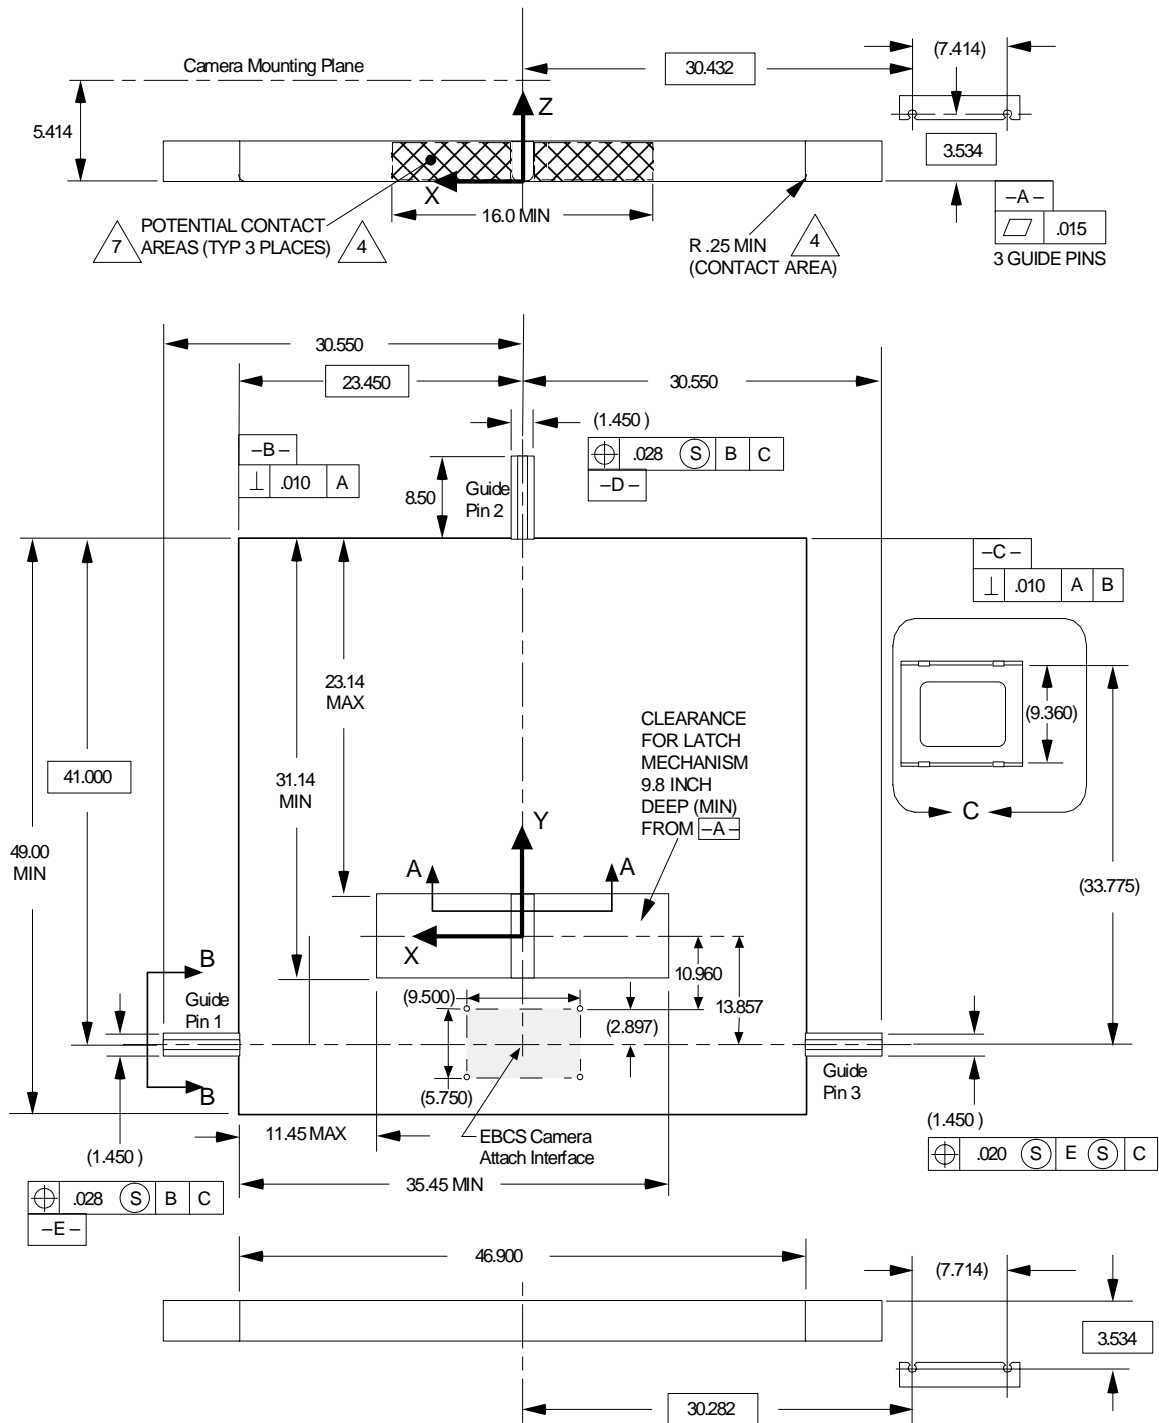 Camera Mounting Plane
30.432
(7.414)
Z
5.414
3.534
X
–A–
.015
3 GUIDE PINS
16.0 MIN
7
POTENTIAL CONTACT
AREAS (TYP 3 PLACES)
4
R .25 MIN
(CONTACT AREA)
4
30.550
23.450
30.550
(1.450 )
–B–
⊥ .010 A
⌖ .028 Ⓢ B C
–D–
8.50
Guide
Pin 2
–C–
⊥ .010 A B
23.14
MAX
CLEARANCE
FOR LATCH
MECHANISM
9.8 INCH
DEEP (MIN)
FROM –A–
(9.360)
41.000
31.14
MIN
C
Y
49.00
MIN
A
A
(33.775)
X
B
10.960
Guide
Pin 1
(9.500)
13.857
(2.897)
Guide
Pin 3
B
(5.750)
11.45 MAX
EBCS Camera
Attach Interface
(1.450 )
(1.450 )
⌖ .020 Ⓢ E Ⓢ C
35.45 MIN
⌖ .028 Ⓢ B C
–E–
46.900
(7.714)
3.534
30.282